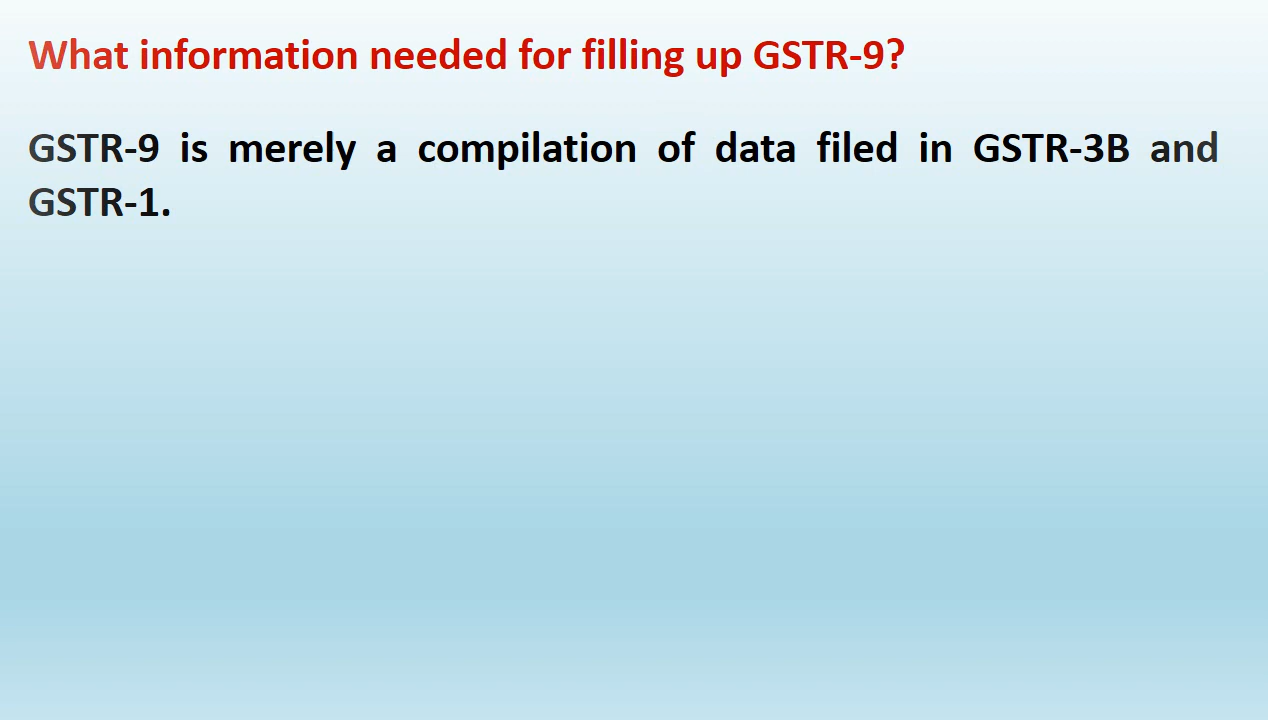 What information needed for filling up GSTR-9?
GSTR-9 is merely a compilation of data filed in GSTR-3B and
GSTR-1.